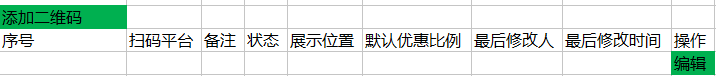 添加二维码
序号 扫码平台 备注 状态 展示位置 默认优惠比例 最后修改人 最后修改时间 操作
编辑